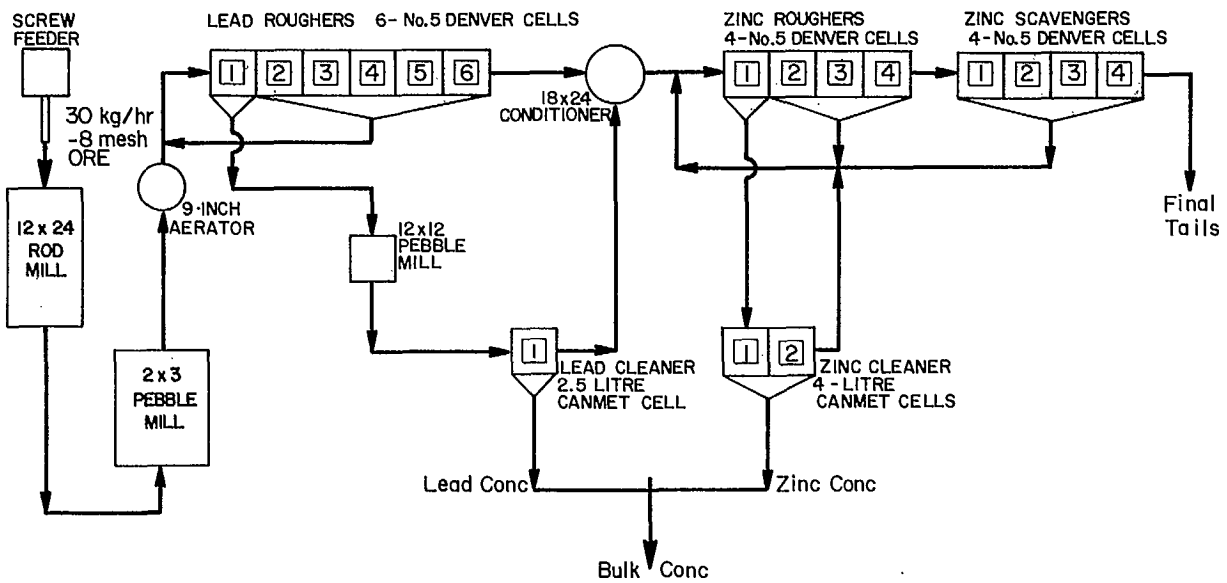 SCREW
FEEDER
30 kg/hr
-8 mesh
ORE
12 x 24
ROD
MILL
2 x 3
PEBBLE
MILL
9-INCH
AERATOR
LEAD ROUGHERS 6-No.5 DENVER CELLS
1 2 3 4 5 6
12x12
PEBBLE
MILL
1
LEAD CLEANER
2.5 LITRE
CANMET CELL
18x24
CONDITIONER
ZINC ROUGHERS
4-No.5 DENVER CELLS
1 2 3 4
ZINC SCAVENGERS
4-No.5 DENVER CELLS
1 2 3 4
Final
Tails
1 2
ZINC CLEANER
4-LITRE
CANMET CELLS
Lead Conc
Zinc Conc
Bulk Conc